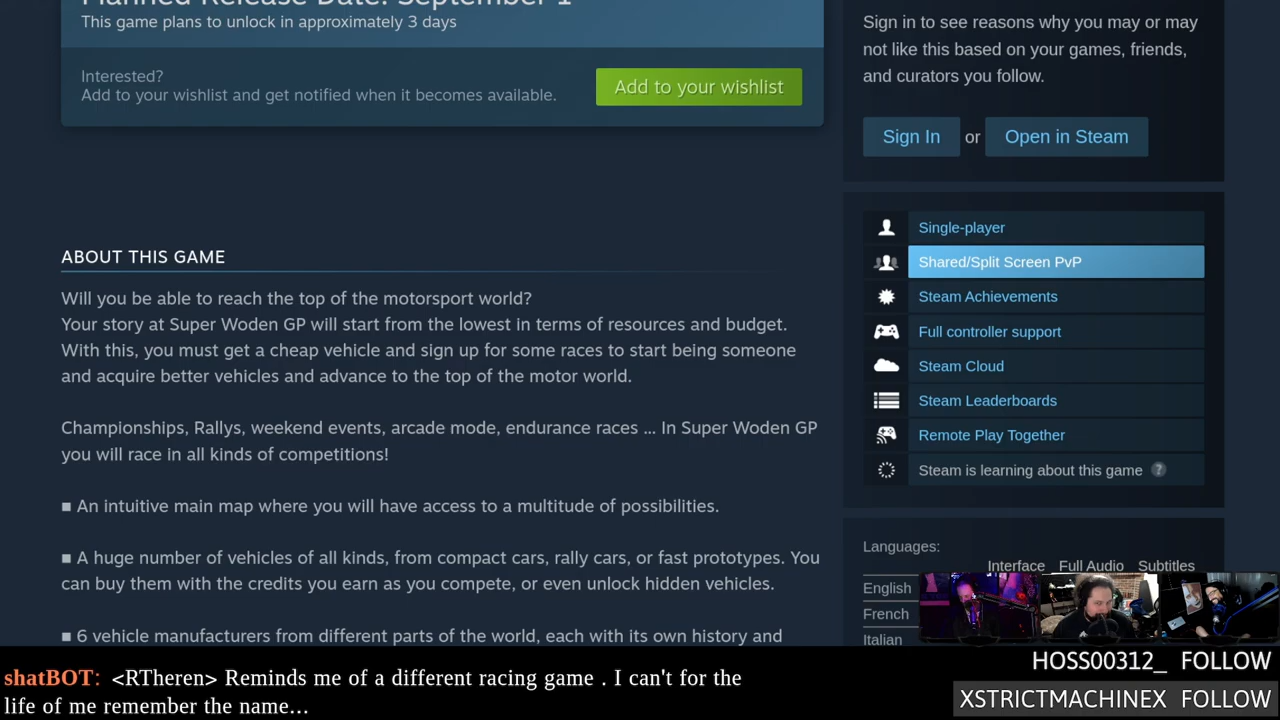 Planned Release Date: September 1
This game plans to unlock in approximately 3 days
Interested?
Add to your wishlist and get notified when it becomes available.
Add to your wishlist
ABOUT THIS GAME
Will you be able to reach the top of the motorsport world?
Your story at Super Woden GP will start from the lowest in terms of resources and budget.
With this, you must get a cheap vehicle and sign up for some races to start being someone
and acquire better vehicles and advance to the top of the motor world.
Championships, Rallys, weekend events, arcade mode, endurance races ... In Super Woden GP
you will race in all kinds of competitions!
■ An intuitive main map where you will have access to a multitude of possibilities.
■ A huge number of vehicles of all kinds, from compact cars, rally cars, or fast prototypes. You
can buy them with the credits you earn as you compete, or even unlock hidden vehicles.
■ 6 vehicle manufacturers from different parts of the world, each with its own history and
Sign in to see reasons why you may or may
not like this based on your games, friends,
and curators you follow.
Sign In or Open in Steam
Single-player
Shared/Split Screen PvP
Steam Achievements
Full controller support
Steam Cloud
Steam Leaderboards
Remote Play Together
Steam is learning about this game ?
Languages:
Interface Full Audio Subtitles
English
French
Italian
shatBOT: <RTheren> Reminds me of a different racing game . I can't for the
life of me remember the name...
HOSS00312_ FOLLOW
XSTRICTMACHINEX FOLLOW